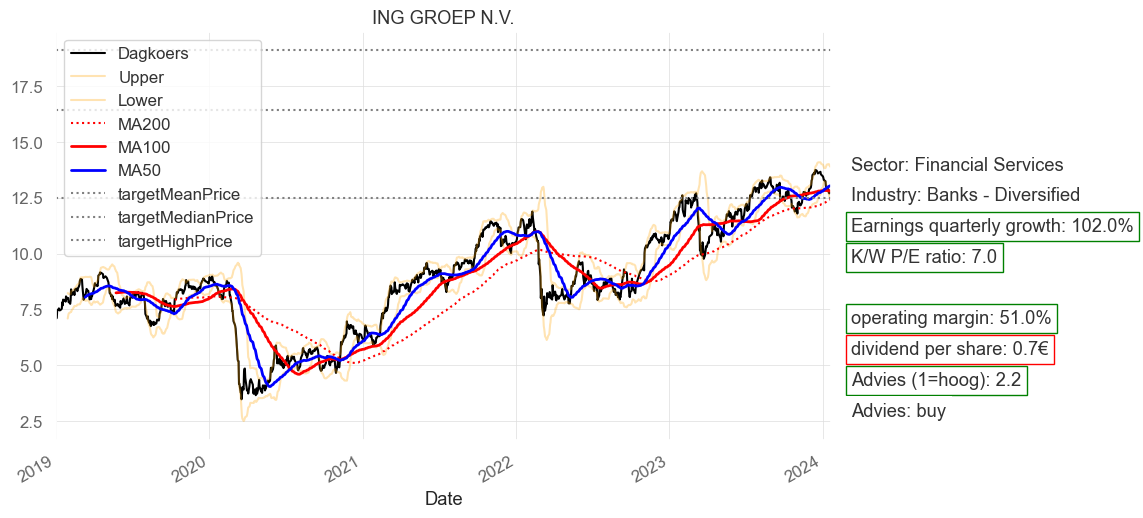 ING GROEP N.V.
Dagkoers
Upper
Lower
MA200
MA100
MA50
targetMeanPrice
targetMedianPrice
targetHighPrice
17.5
15.0
12.5
10.0
7.5
5.0
2.5
2019
2020
2021
2022
2023
2024
Date
Sector: Financial Services
Industry: Banks - Diversified
Earnings quarterly growth: 102.0%
K/W P/E ratio: 7.0
operating margin: 51.0%
dividend per share: 0.7€
Advies (1=hoog): 2.2
Advies: buy